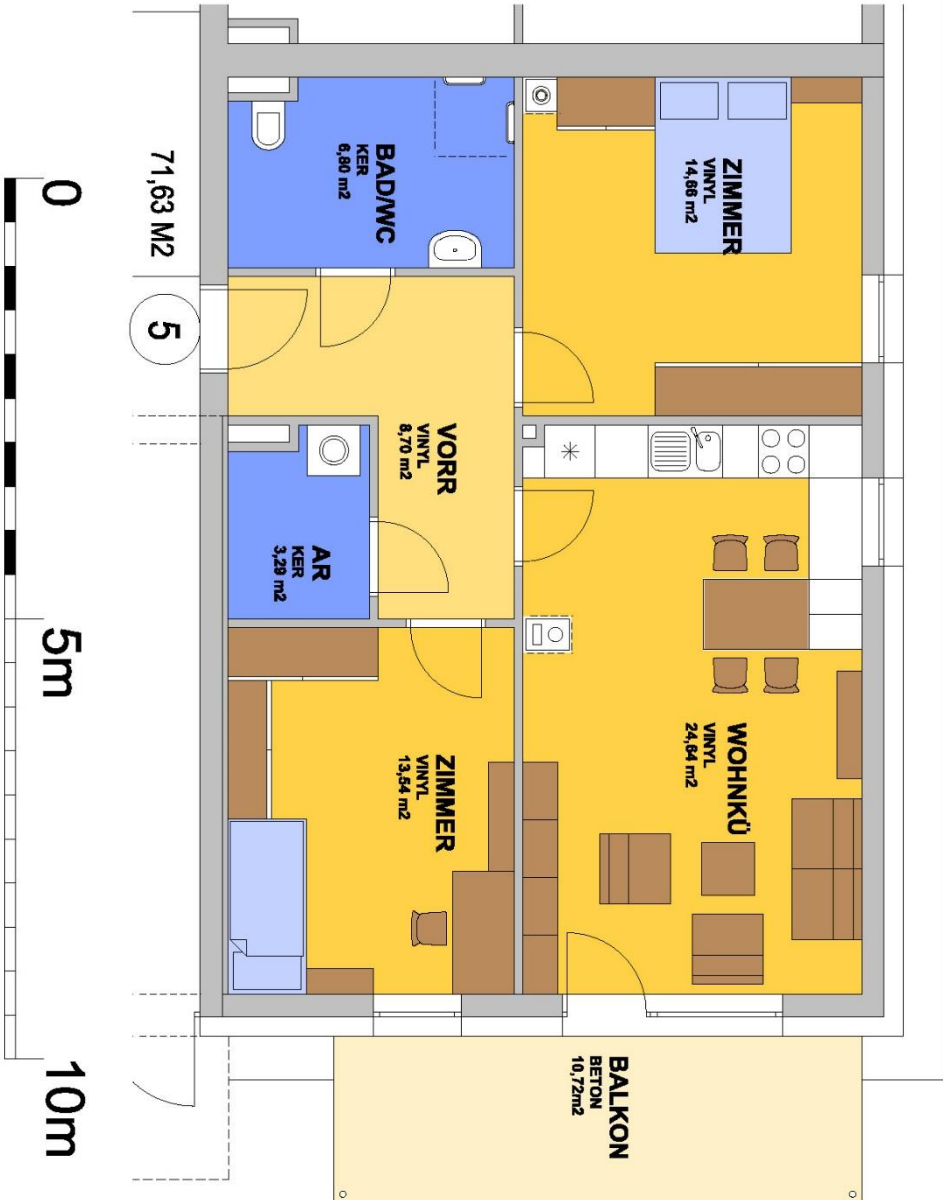 71,63 M2
5
BAD/WC
KER
6,80 m2
ZIMMER
VINYL
14,66 m2
VORR
VINYL
8,70 m2
AR
KER
3,29 m2
ZIMMER
VINYL
13,54 m2
WOHNKÜ
VINYL
24,64 m2
BALKON
BETON
10,72m2
0
5m
10m